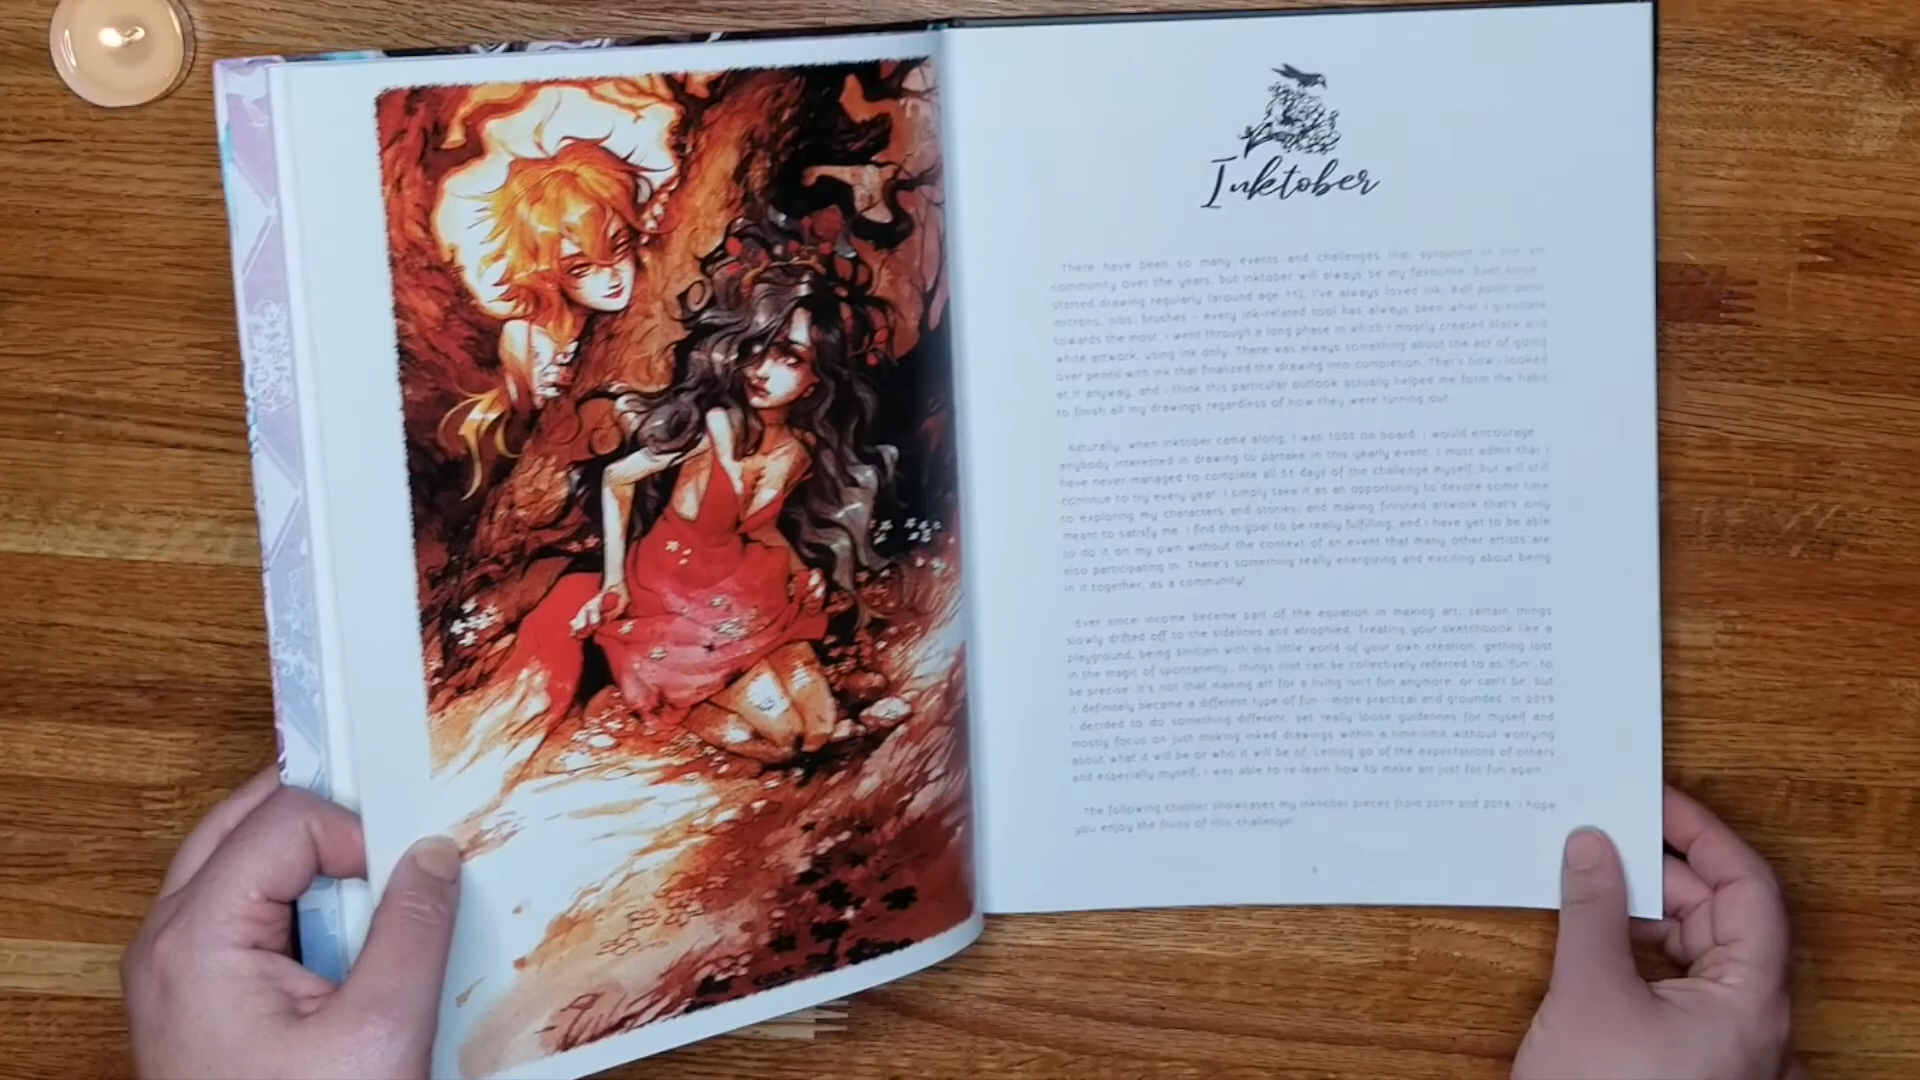 Inktober
There have been so many events and challenges that sprouted in the art
community over the years, but inktober will always be my favourite. Ever since
started drawing regularly (around age 11), I've always loved ink. Ball point pens,
microns, nibs, brushes - every ink-related tool has always been what I gravitate
towards the most. I went through a long phase in which I mostly created black and
white artwork, using ink only. There was always something about the act of going
over pencil with ink that finalized the drawing into completion. That's how I looked
at it anyway, and I think this particular outlook actually helped me form the habit
to finish all my drawings regardless of how they were turning out.
Naturally, when inktober came along, I was 100% on board. I would encourage
anybody interested in drawing to partake in this yearly event. I must admit that I
have never managed to complete all 31 days of the challenge myself, but will still
continue to try every year. I simply take it as an opportunity to devote some time
to exploring my characters and stories, and making finished artwork that's only
meant to satisfy me. I find this goal to be really fulfilling, and I have yet to be able
to do it on my own without the context of an event that many other artists are
also participating in. There's something really energizing and exciting about being
in it together, as a community!
Ever since income became part of the equation in making art, certain things
slowly drifted off to the sidelines and atrophied. Treating your sketchbook like a
playground, being smitten with the little world of your own creation, getting lost
in the magic of spontaneity... things that can be collectively referred to as 'fun', to
be precise. It's not that making art for a living isn't fun anymore, or can't be, but
it definitely became a different type of fun - more practical and grounded. In 2019
I decided to do something different, set really loose guidelines for myself and
mostly focus on just making inked drawings within a time-limit without worrying
about what it will be or who it will be of. Letting go of the expectations of others
and especially myself, I was able to re-learn how to make art just for fun again.
The following chapter showcases my inktober pieces from 2019 and 2018. I hope
you enjoy the fruits of this challenge!